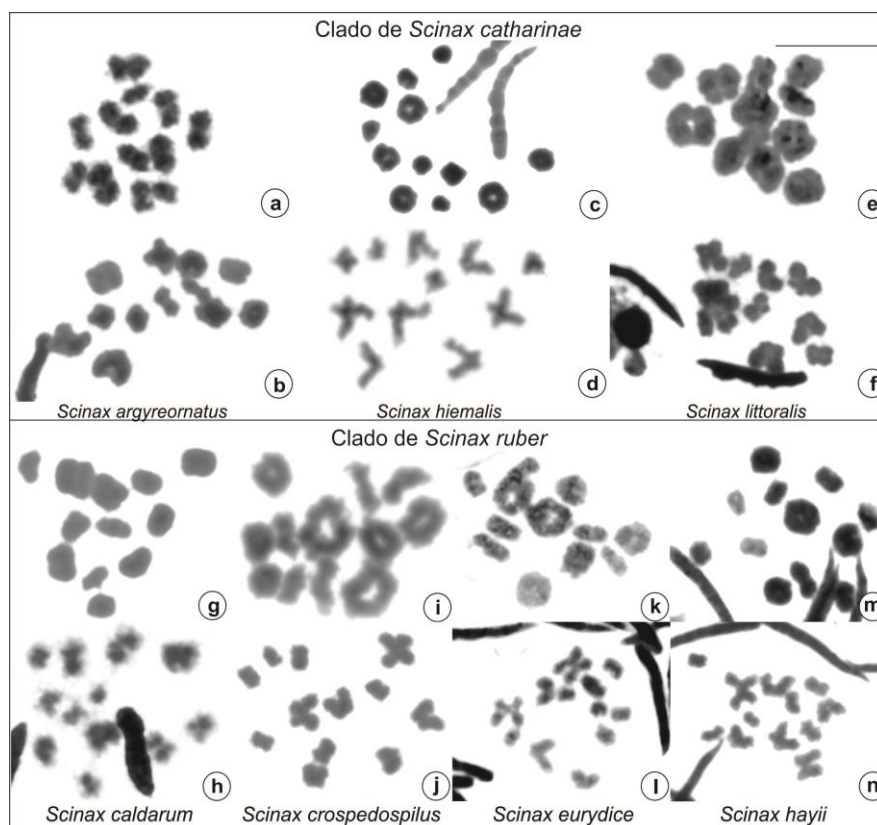 Clado de Scinax catharinae
a
c
e
b
d
f
Scinax argyreornatus
Scinax hiemalis
Scinax littoralis
Clado de Scinax ruber
g
i
k
m
h
j
l
n
Scinax caldarum
Scinax crospedospilus
Scinax eurydice
Scinax hayii